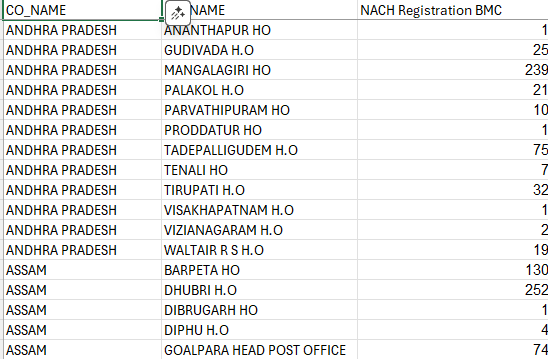 CO_NAME NAME NACH Registration BMC
ANDHRA PRADESH ANANTHAPUR HO 1
ANDHRA PRADESH GUDIVADA H.O 25
ANDHRA PRADESH MANGALAGIRI HO 239
ANDHRA PRADESH PALAKOL H.O 21
ANDHRA PRADESH PARVATHIPURAM HO 10
ANDHRA PRADESH PRODDATUR HO 1
ANDHRA PRADESH TADEPALLIGUDEM H.O 75
ANDHRA PRADESH TENALI HO 7
ANDHRA PRADESH TIRUPATI H.O 32
ANDHRA PRADESH VISAKHAPATNAM H.O 1
ANDHRA PRADESH VIZIANAGARAM H.O 2
ANDHRA PRADESH WALTAIR R S H.O 19
ASSAM BARPETA HO 130
ASSAM DHUBRI H.O 252
ASSAM DIBRUGARH HO 1
ASSAM DIPHU H.O 4
ASSAM GOALPARA HEAD POST OFFICE 74